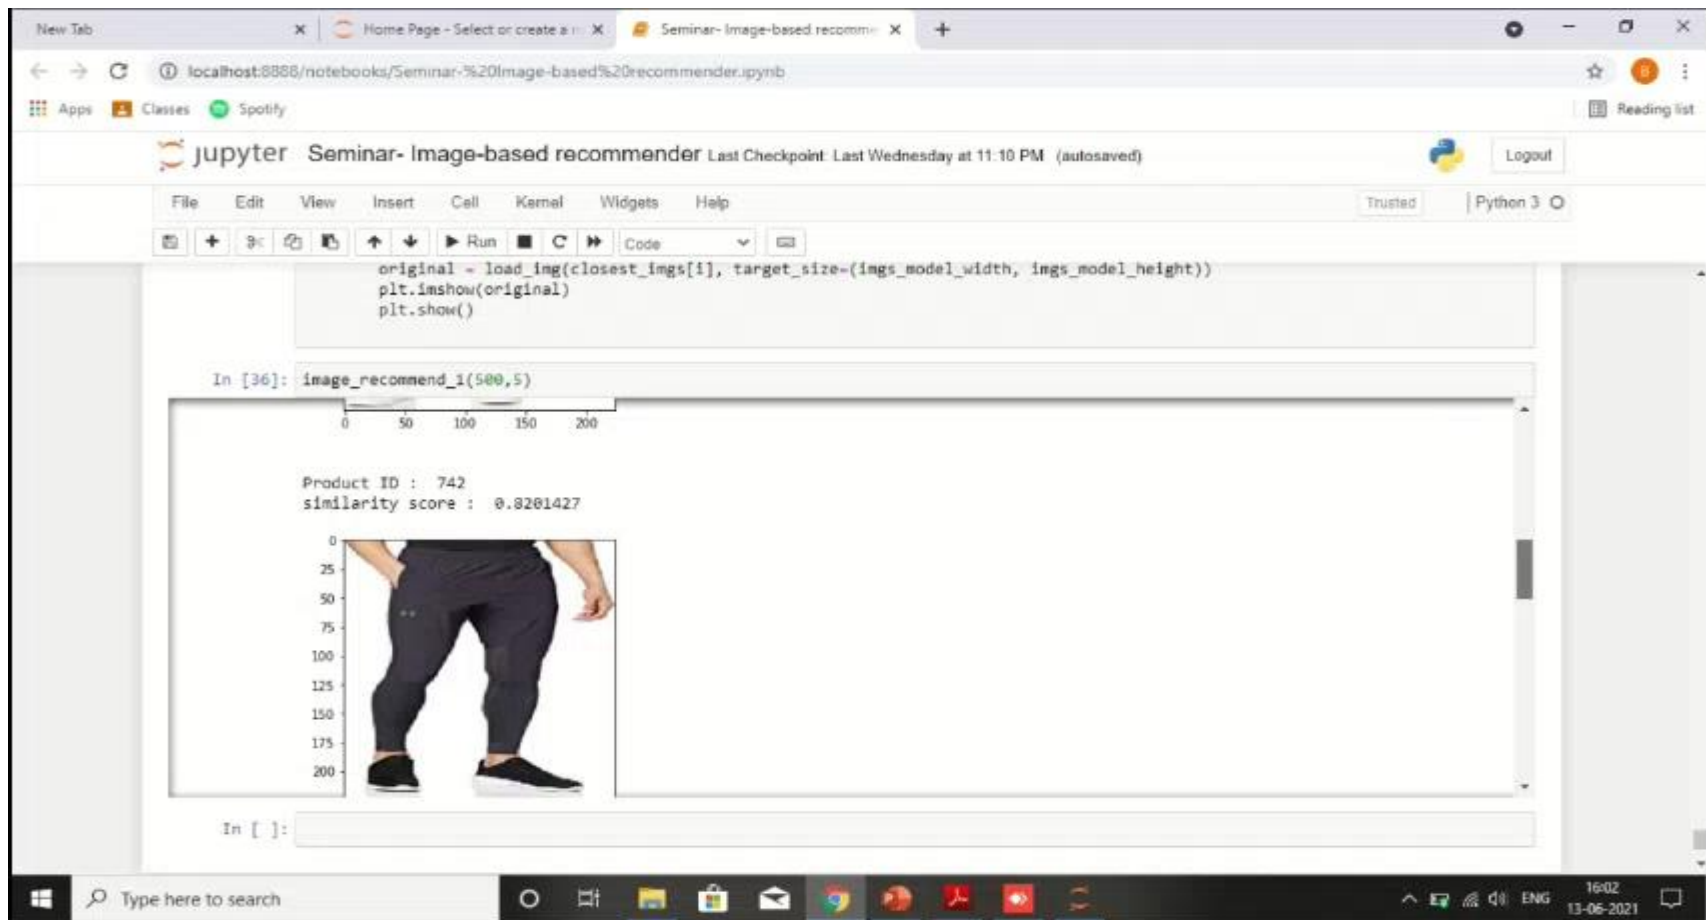 New Tab
Home Page - Select or create a n
Seminar- Image-based recomme
localhost:8888/notebooks/Seminar-%20Image-based%20recommender.ipynb
Apps Classes Spotify Reading list
jupyter Seminar- Image-based recommender Last Checkpoint: Last Wednesday at 11:10 PM (autosaved) Logout
File Edit View Insert Cell Kernel Widgets Help Trusted Python 3
Run Code
original = load_img(closest_imgs[i], target_size=(imgs_model_width, imgs_model_height))
plt.imshow(original)
plt.show()
In [36]: image_recommend_1(500,5)
0 50 100 150 200
Product ID : 742
similarity score : 0.8201427
0
25
50
75
100
125
150
175
200
In [ ]:
Type here to search
ENG
16:02
13-06-2021